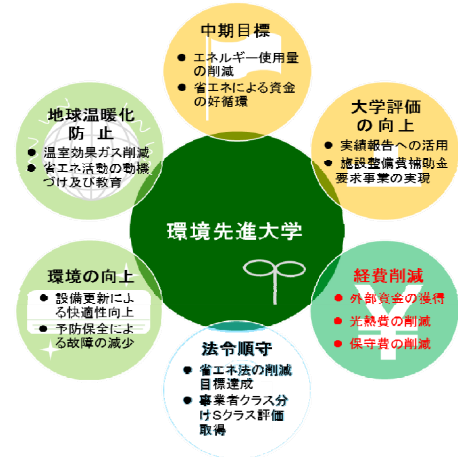 中期目標
● エネルギー使用量
の削減
● 省エネによる資金
の好循環
大学評価
の向上
● 実績報告への活用
● 施設整備費補助金
要求事業の実現
経費削減
● 外部資金の獲得
● 光熱費の削減
● 保守費の削減
法令順守
● 省エネ法の削減
目標達成
● 事業者クラス分
けSクラス評価
取得
環境の向上
● 設備更新によ
る快適性向上
● 予防保全によ
る故障の減少
地球温暖化
防止
● 温室効果ガス削減
● 省エネ活動の動機
づけ及び教育
環境先進大学